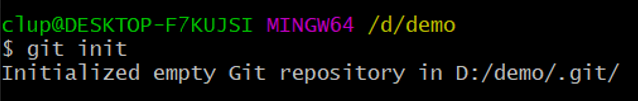 clup@DESKTOP-F7KUJSI MINGW64 /d/demo
$ git init
Initialized empty Git repository in D:/demo/.git/